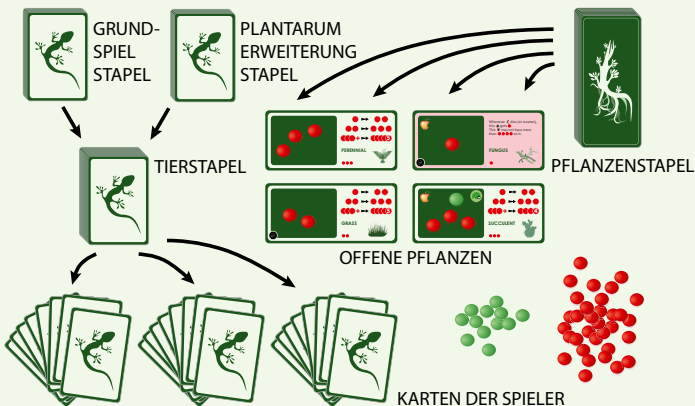 GRUND-
SPIEL
STAPEL
PLANTARUM
ERWEITERUNG
STAPEL
TIERSTAPEL
PFLANZENSTAPEL
PERENNIAL
FUNGUS
GRASS
SUCCULENT
OFFENE PFLANZEN
KARTEN DER SPIELER